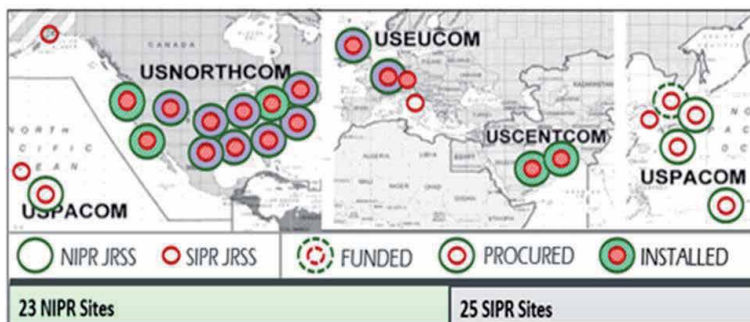 CANADA
USNORTHCOM
USEUCOM
USCENTCOM
USPACOM
USPACOM
NIPR JRSS
SIPR JRSS
FUNDED
PROCURED
INSTALLED
23 NIPR Sites
25 SIPR Sites